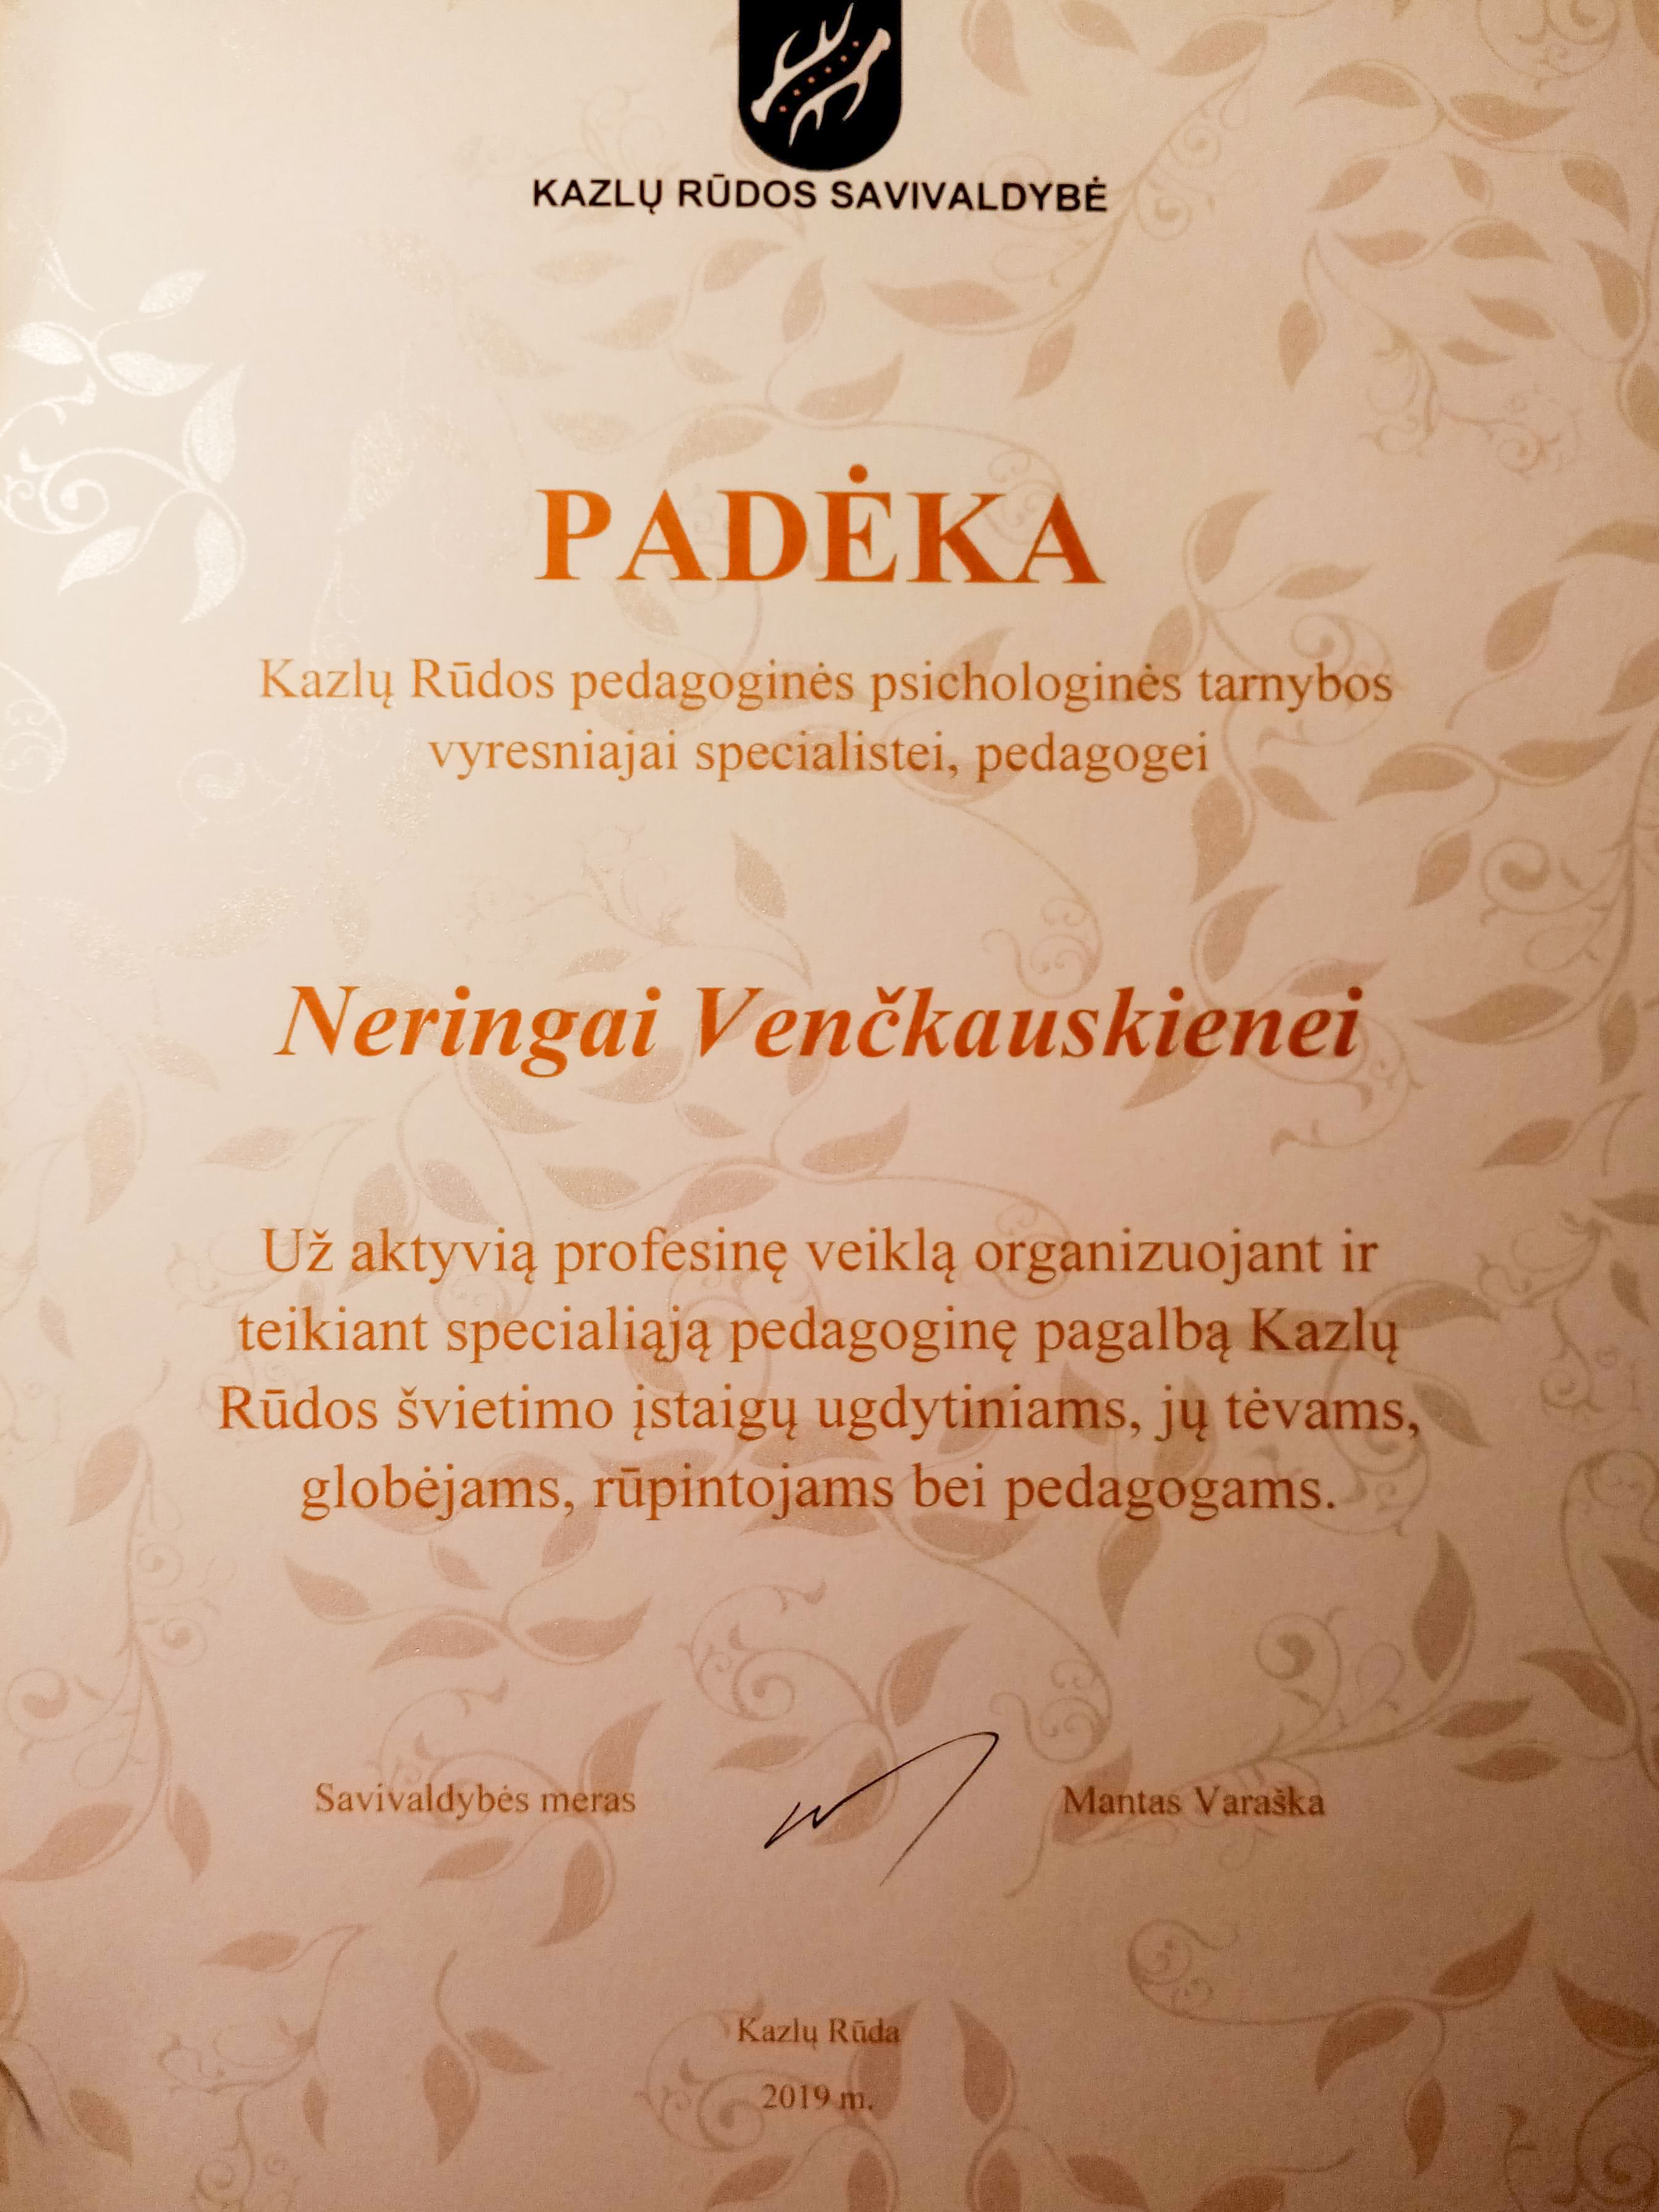 KAZLŲ RŪDOS SAVIVALDYBĖ
PADĖKA
Kazlų Rūdos pedagoginės psichologinės tarnybos
vyresniajai specialistei, pedagogei
Neringai Venčkauskienei
Už aktyvią profesinę veiklą organizuojant ir
teikiant specialiąją pedagoginę pagalbą Kazlų
Rūdos švietimo įstaigų ugdytiniams, jų tėvams,
globėjams, rūpintojams bei pedagogams.
Savivaldybės meras Mantas Varaška
Kazlų Rūda
2019 m.